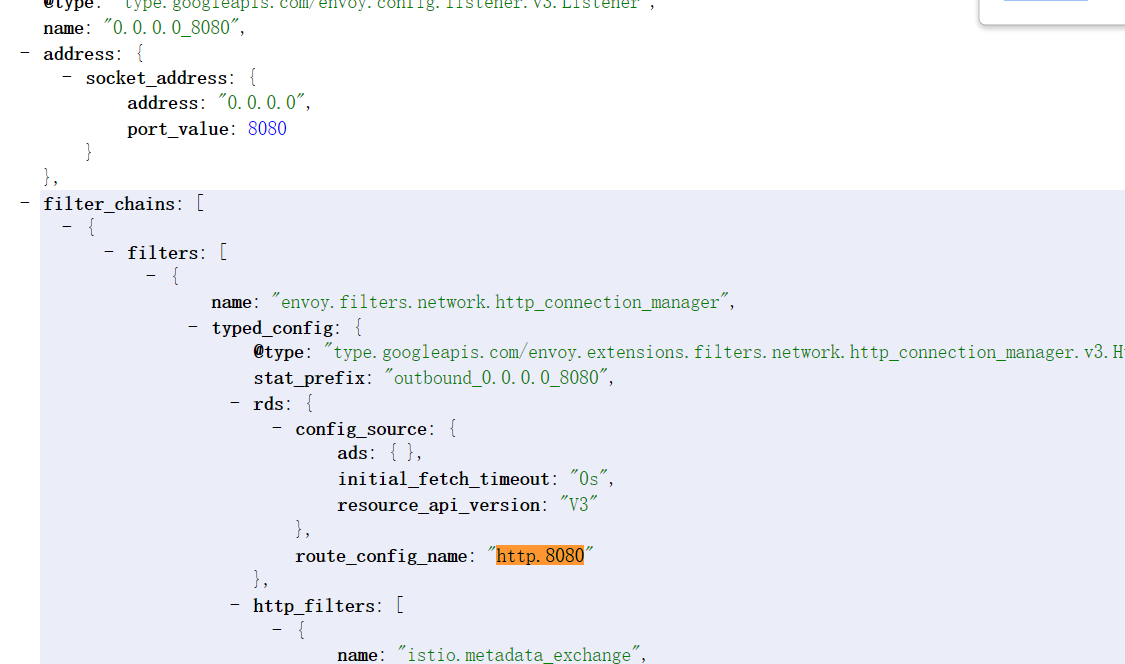 @type: "type.googleapis.com/envoy.config.listener.v3.Listener",
name: "0.0.0.0_8080",
- address: {
- socket_address: {
address: "0.0.0.0",
port_value: 8080
}
},
- filter_chains: [
- {
- filters: [
- {
name: "envoy.filters.network.http_connection_manager",
- typed_config: {
@type: "type.googleapis.com/envoy.extensions.filters.network.http_connection_manager.v3.H
stat_prefix: "outbound_0.0.0.0_8080",
- rds: {
- config_source: {
ads: { },
initial_fetch_timeout: "0s",
resource_api_version: "V3"
},
route_config_name: "http.8080"
},
- http_filters: [
- {
name: "istio.metadata_exchange",